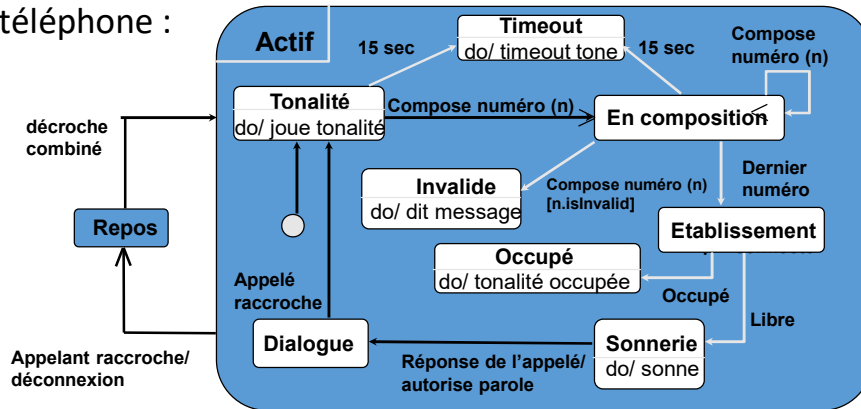 téléphone :
Actif
Timeout
do/ timeout tone
15 sec
15 sec
Compose
numéro (n)
Tonalité
do/ joue tonalité
Compose numéro (n)
En composition
décroche
combiné
Invalide
do/ dit message
Compose numéro (n)
[n.isInvalid]
Dernier
numéro
Repos
Etablissement
Occupé
do/ tonalité occupée
Occupé
Appelé
raccroche
Libre
Dialogue
Sonnerie
do/ sonne
Réponse de l’appelé/
autorise parole
Appelant raccroche/
déconnexion